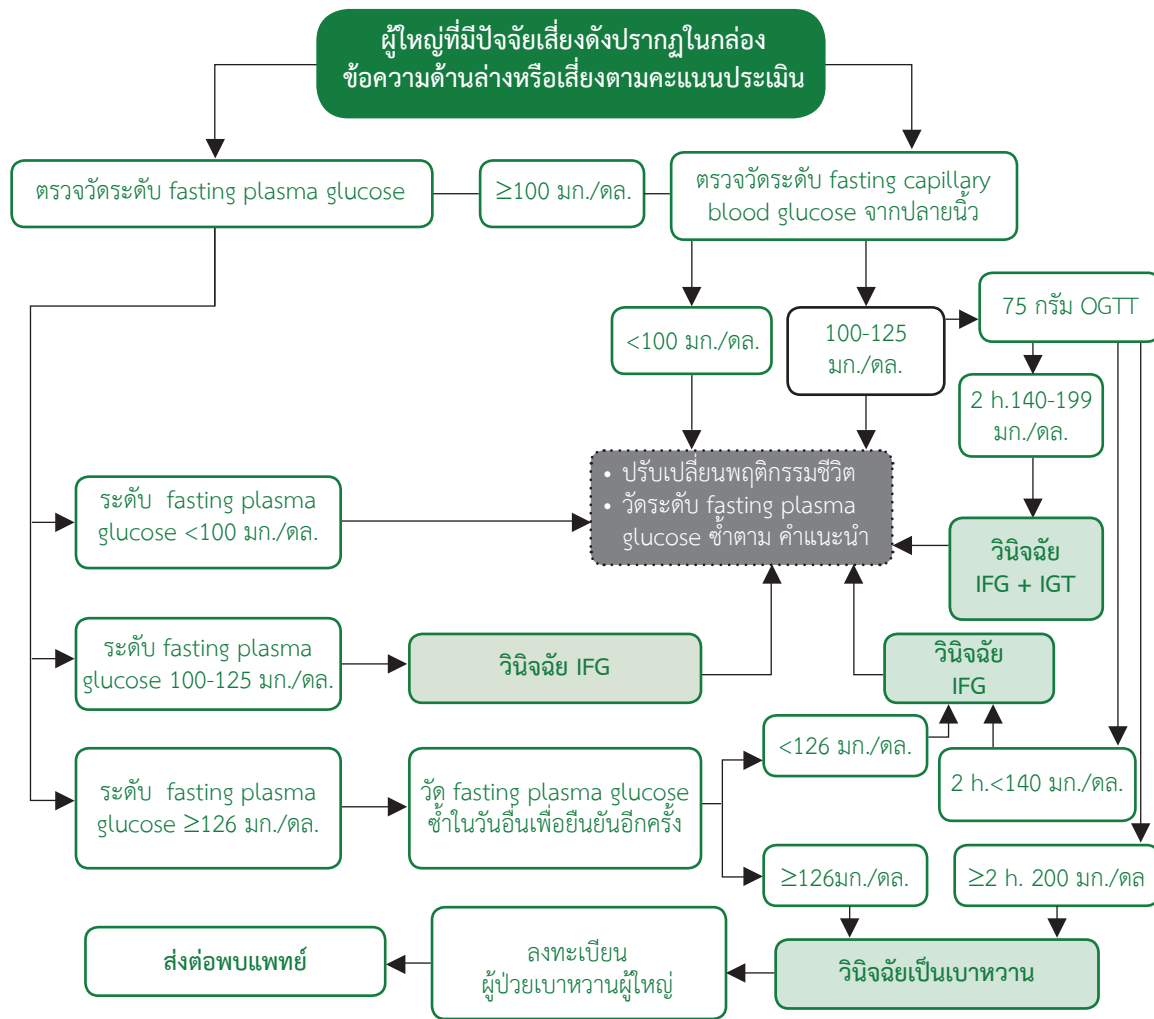 ผู้ใหญ่ที่มีปัจจัยเสี่ยงดังปรากฏในกล่อง
ข้อความด้านล่างหรือเสี่ยงตามคะแนนประเมิน
ตรวจวัดระดับ fasting plasma glucose
≥100 มก./ดล.
ตรวจวัดระดับ fasting capillary
blood glucose จากปลายนิ้ว
<100 มก./ดล.
100-125
มก./ดล.
75 กรัม OGTT
2 h.140-199
มก./ดล.
• ปรับเปลี่ยนพฤติกรรมชีวิต
• วัดระดับ fasting plasma
glucose ซ้ำตาม คำแนะนำ
ระดับ fasting plasma
glucose <100 มก./ดล.
วินิจฉัย
IFG + IGT
ระดับ fasting plasma
glucose 100-125 มก./ดล.
วินิจฉัย IFG
วินิจฉัย
IFG
<126 มก./ดล.
2 h.<140 มก./ดล.
ระดับ fasting plasma
glucose ≥126 มก./ดล.
วัด fasting plasma glucose
ซ้ำในวันอื่นเพื่อยืนยันอีกครั้ง
≥126มก./ดล.
≥2 h. 200 มก./ดล
ส่งต่อพบแพทย์
ลงทะเบียน
ผู้ป่วยเบาหวานผู้ใหญ่
วินิจฉัยเป็นเบาหวาน